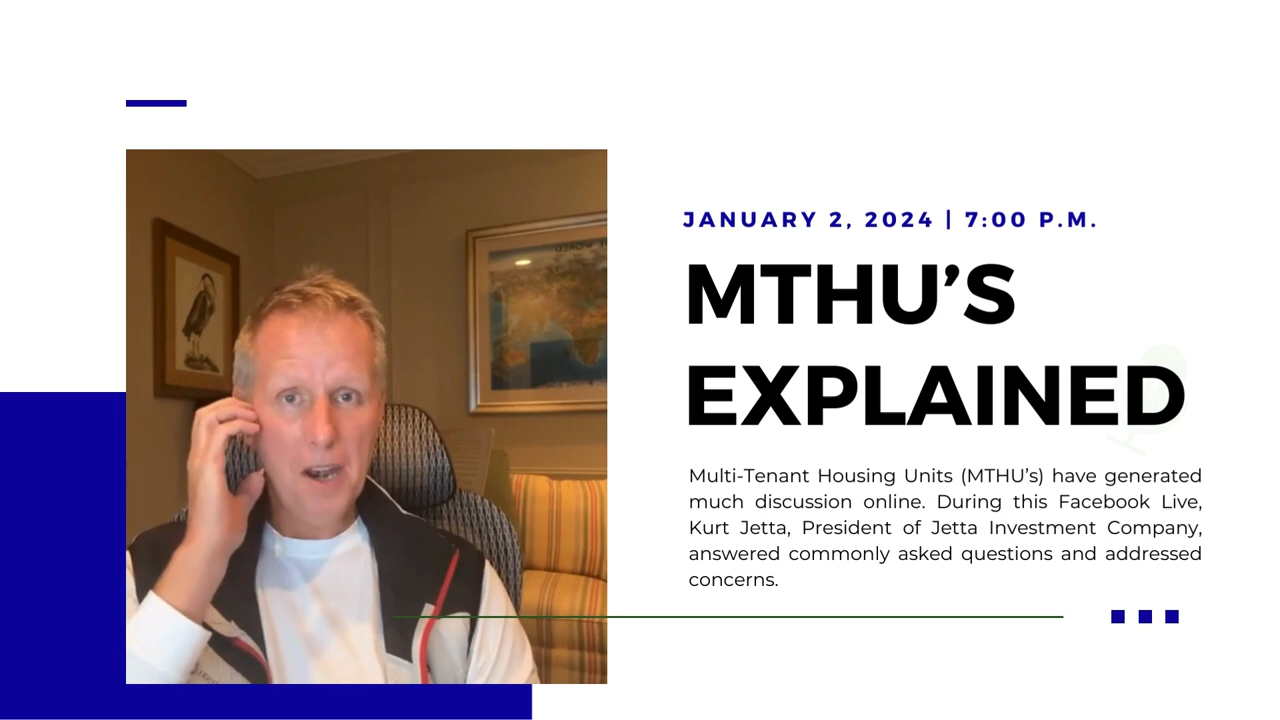 JANUARY 2, 2024 | 7:00 P.M.
MTHU’S
EXPLAINED
Multi-Tenant Housing Units (MTHU’s) have generated
much discussion online. During this Facebook Live,
Kurt Jetta, President of Jetta Investment Company,
answered commonly asked questions and addressed
concerns.